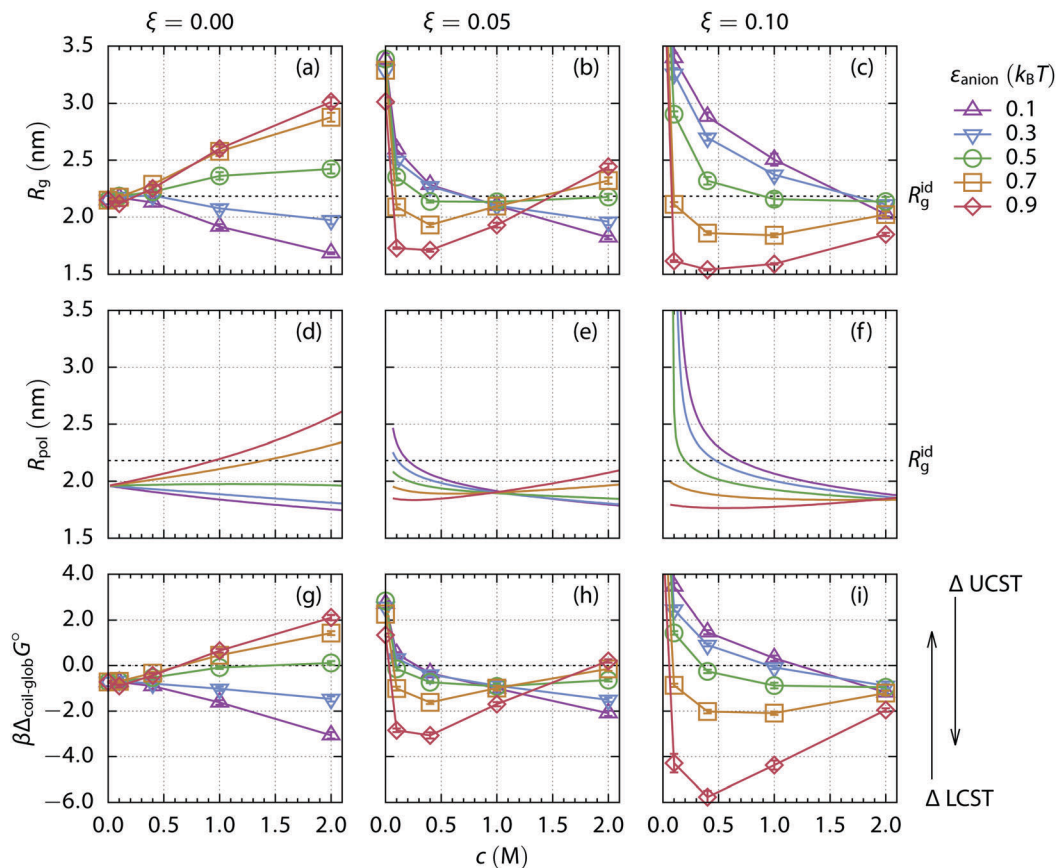 ξ = 0.00
ξ = 0.05
ξ = 0.10
3.5
3.0
2.5
2.0
1.5
R_g (nm)
(a)
(b)
(c)
R_g^id
ε_anion (k_BT)
0.1
0.3
0.5
0.7
0.9
3.5
3.0
2.5
2.0
1.5
R_pol (nm)
(d)
(e)
(f)
R_g^id
4.0
2.0
0.0
−2.0
−4.0
−6.0
βΔ_coil-glob G°
(g)
(h)
(i)
Δ UCST
Δ LCST
0.0 0.5 1.0 1.5 2.0
0.0 0.5 1.0 1.5 2.0
0.0 0.5 1.0 1.5 2.0
c (M)